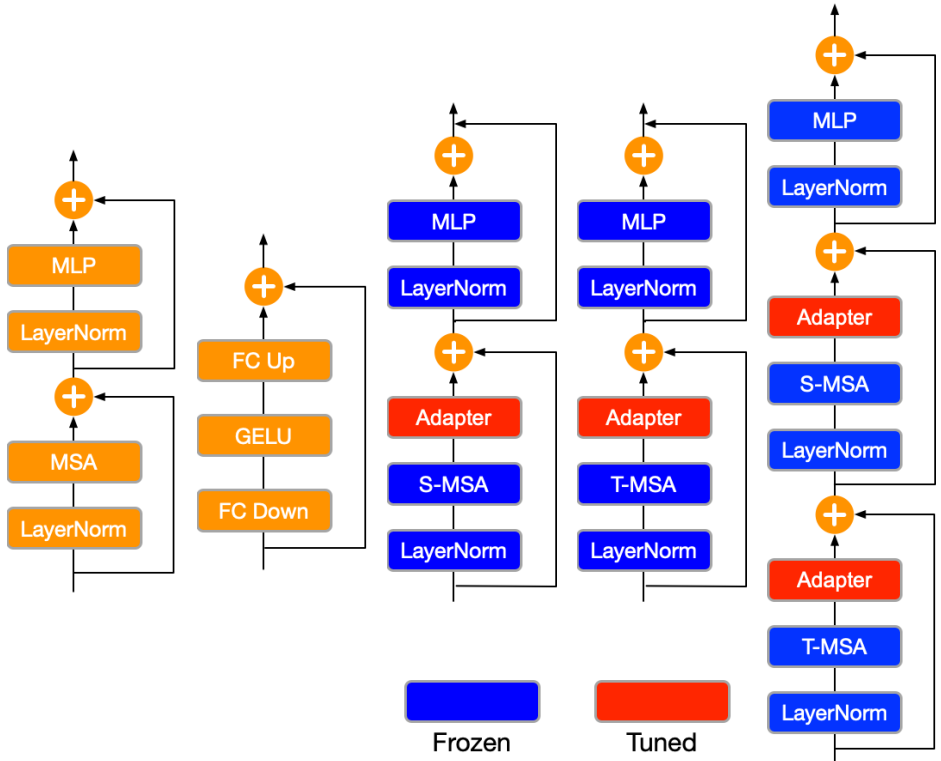 MLP
LayerNorm
MSA
LayerNorm
FC Up
GELU
FC Down
MLP
LayerNorm
Adapter
S-MSA
LayerNorm
MLP
LayerNorm
Adapter
T-MSA
LayerNorm
MLP
LayerNorm
Adapter
S-MSA
LayerNorm
Adapter
T-MSA
LayerNorm
Frozen
Tuned